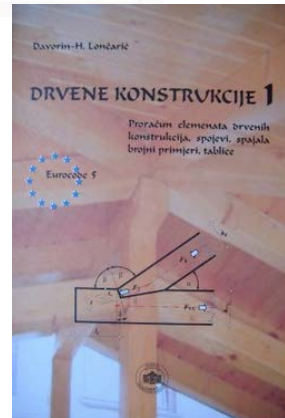 Davorin-H. Lončarić
DRVENE KONSTRUKCIJE 1
Proračun elemenata drvenih
konstrukcija, spojevi, spajala
brojni primjeri, tablice
Eurocode 5